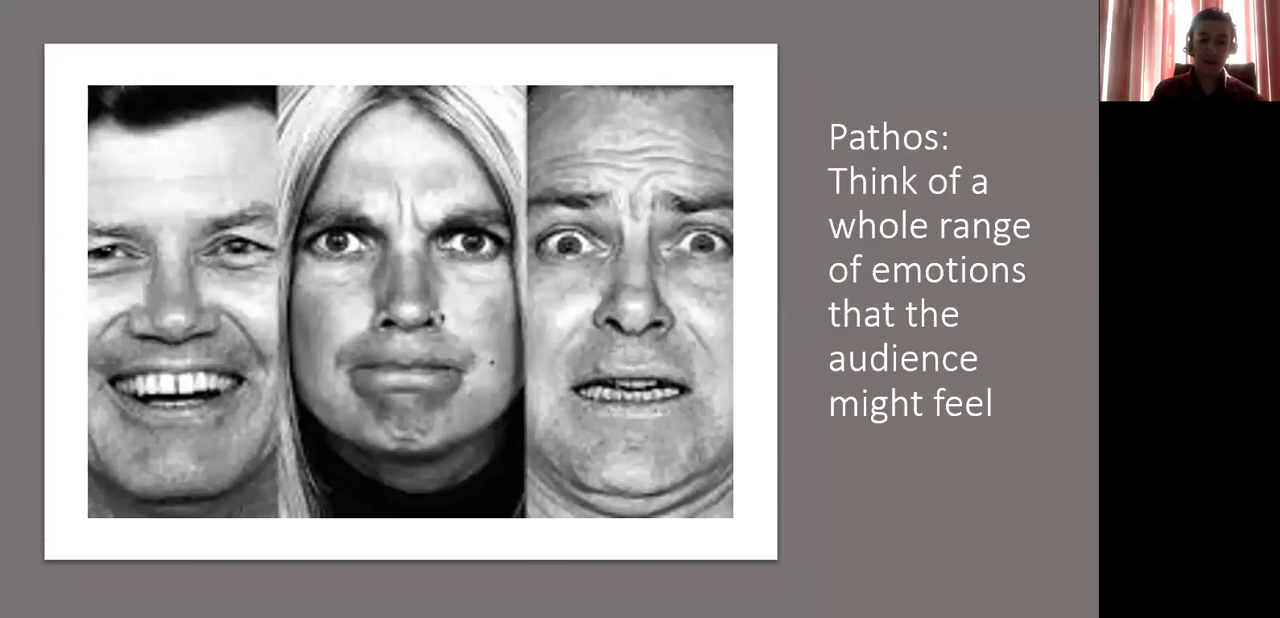 Pathos:
Think of a
whole range
of emotions
that the
audience
might feel